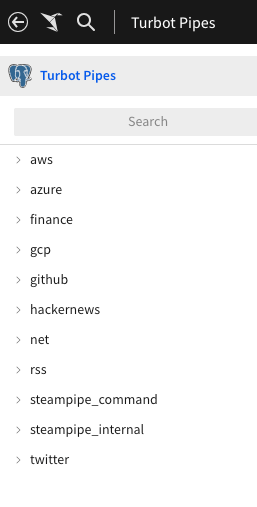 Turbot Pipes
Turbot Pipes
Search
aws
azure
finance
gcp
github
hackernews
net
rss
steampipe_command
steampipe_internal
twitter